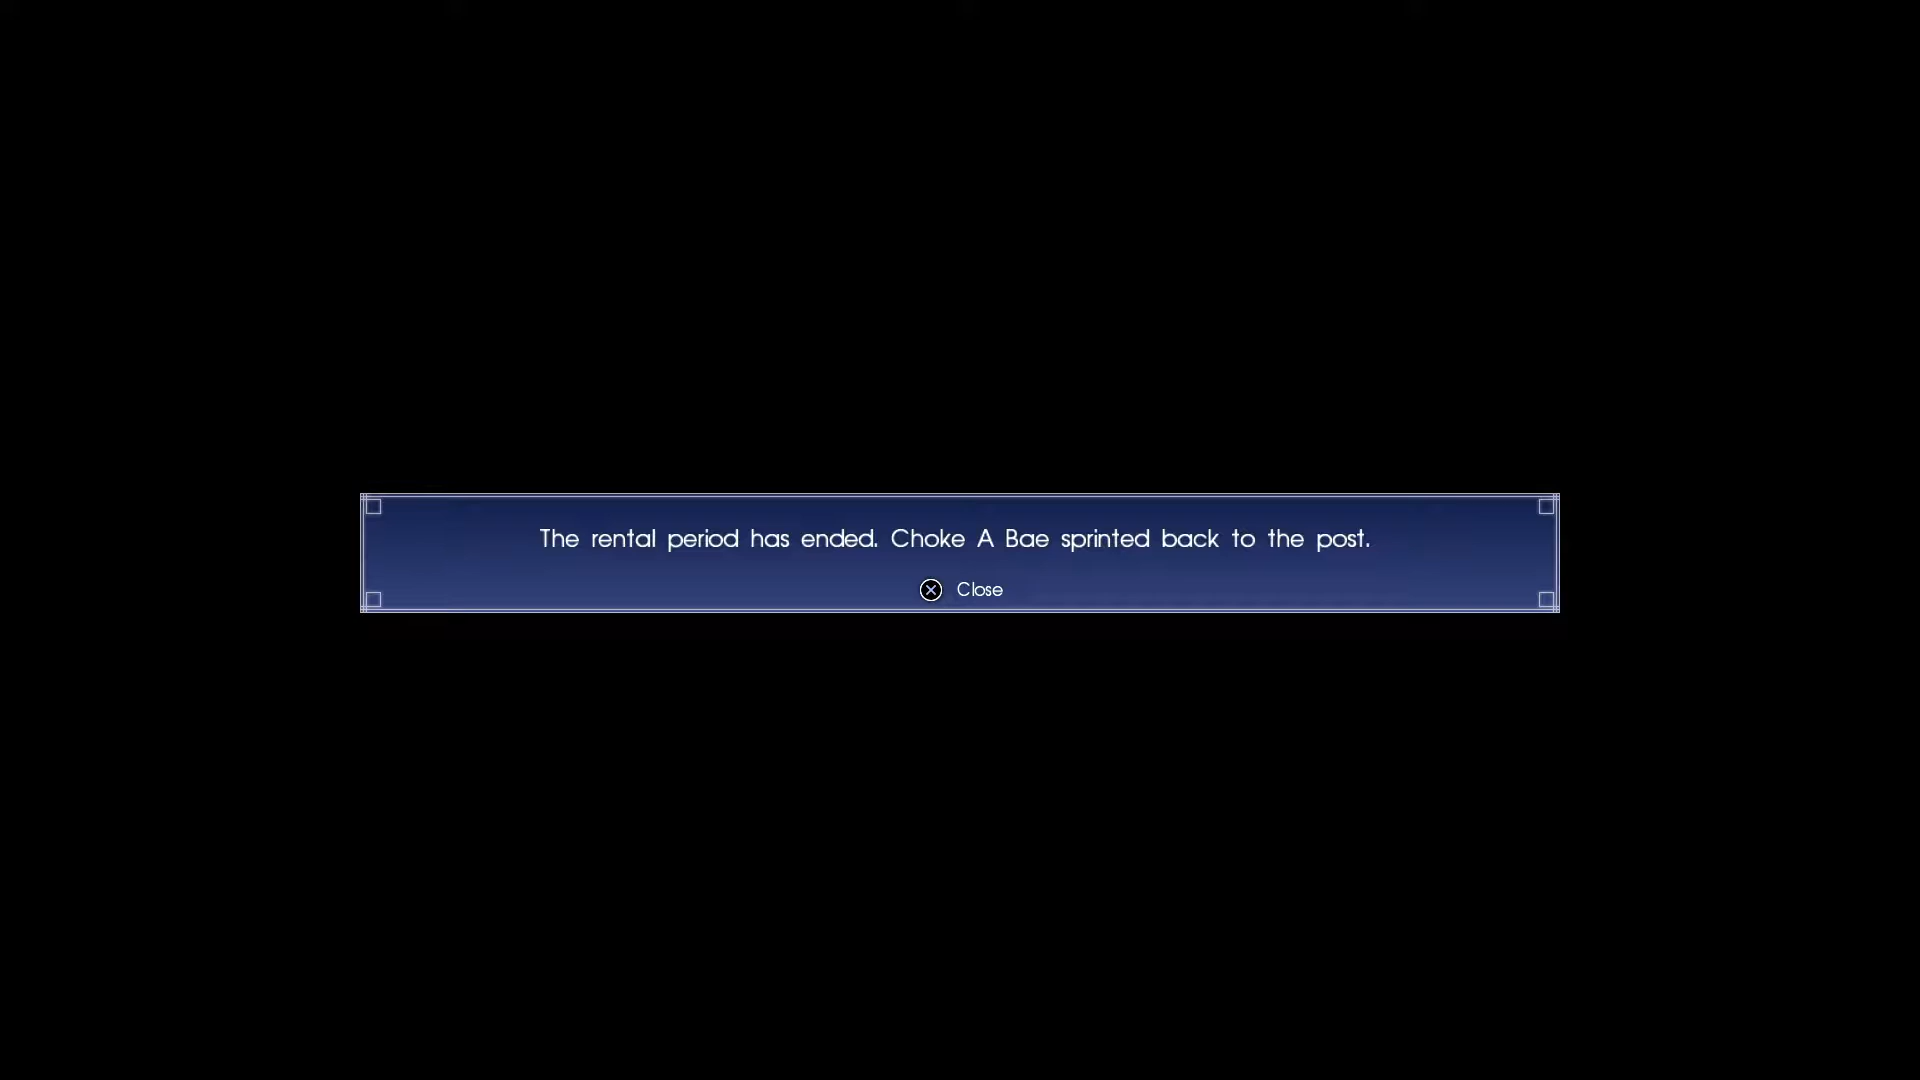 The rental period has ended. Choke A Bae sprinted back to the post.
Close